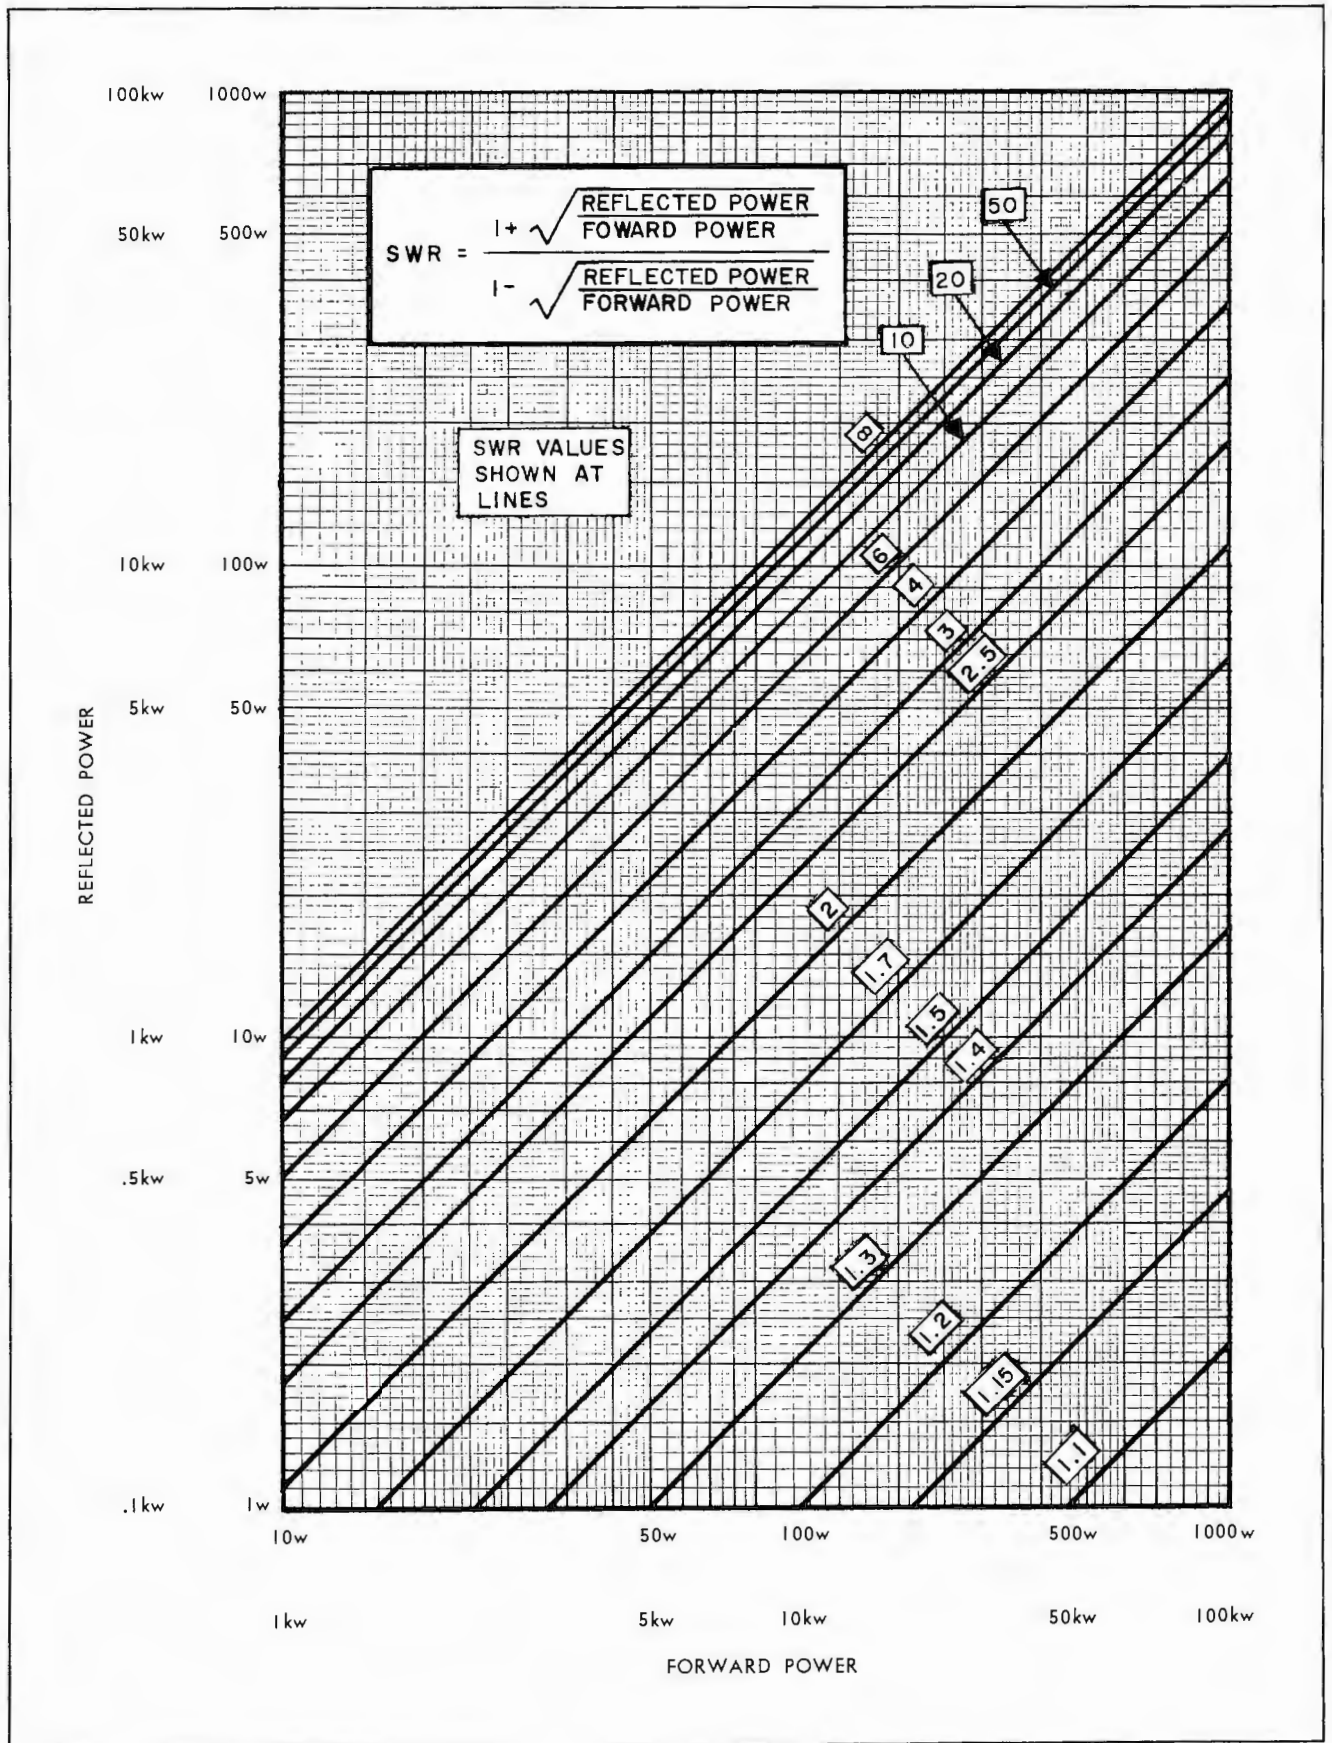 100kw 1000w
50kw 500w
10kw 100w
5kw 50w
1kw 10w
.5kw 5w
.1kw 1w
REFLECTED POWER
SWR = 1+ √ REFLECTED POWER
FOWARD POWER
1- √ REFLECTED POWER
FORWARD POWER
SWR VALUES
SHOWN AT
LINES
50
20
10
∞
6
4
3
2.5
2
1.7
1.5
1.4
1.3
1.2
1.15
1.1
10w 50w 100w 500w 1000w
1kw 5kw 10kw 50kw 100kw
FORWARD POWER